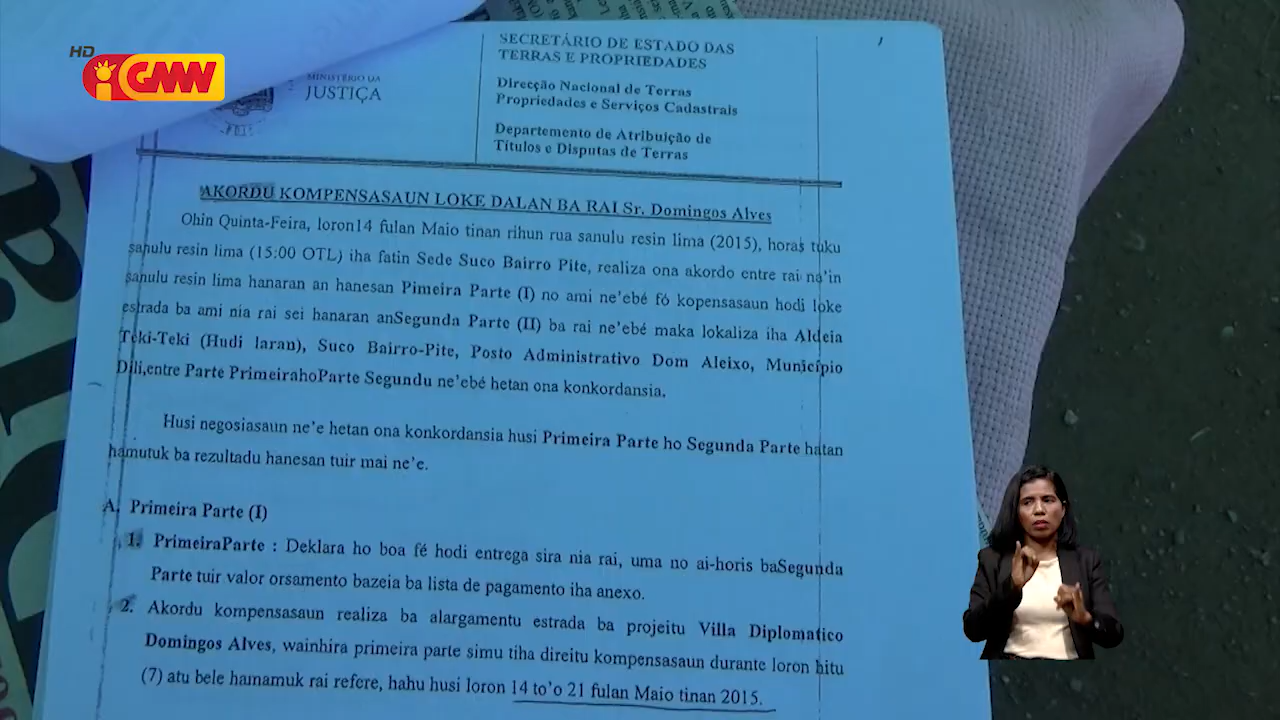 HD
GMN
MINISTÉRIO DA
JUSTIÇA
SECRETÁRIO DE ESTADO DAS
TERRAS E PROPRIEDADES
Direcção Nacional de Terras
Propriedades e Serviços Cadastrais
Departemento de Atribuição de
Títulos e Disputas de Terras
AKORDU KOMPENSASAUN LOKE DALAN BA RAI Sr. Domingos Alves
Ohin Quinta-Feira, loron14 fulan Maio tinan rihun rua sanulu resin lima (2015), horas tuku
sanulu resin lima (15:00 OTL) iha fatin Sede Suco Bairro Pite, realiza ona akordo entre rai na'in
sanulu resin lima hanaran an hanesan Pimeira Parte (I) no ami ne'ebé fó kopensasaun hodi loke
estrada ba ami nia rai sei hanaran anSegunda Parte (II) ba rai ne'ebé maka lokaliza iha Aldeia
Teki-Teki (Hudi laran), Suco Bairro-Pite, Posto Administrativo Dom Aleixo, Município
Dili,entre Parte PrimeirahoParte Segundu ne'ebé hetan ona konkordansia.
Husi negosiasaun ne'e hetan ona konkordansia husi Primeira Parte ho Segunda Parte hatan
hamutuk ba rezultadu hanesan tuir mai ne'e.
A. Primeira Parte (I)
1. PrimeiraParte : Deklara ho boa fé hodi entrega sira nia rai, uma no ai-horis baSegunda
Parte tuir valor orsamento bazeia ba lista de pagamento iha anexo.
2. Akordu kompensasaun realiza ba alargamentu estrada ba projeitu Villa Diplomatico
Domingos Alves, wainhira primeira parte simu tiha direitu kompensasaun durante loron hitu
(7) atu bele hamamuk rai refere, hahu husi loron 14 to'o 21 fulan Maio tinan 2015.